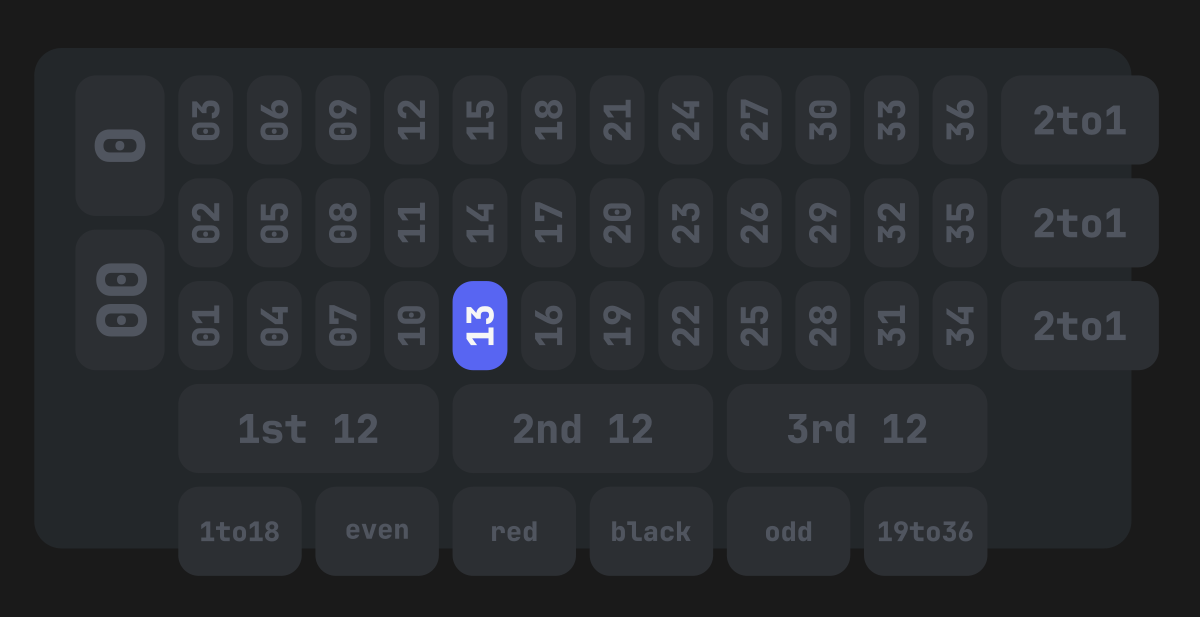 0
00
03 06 09 12 15 18 21 24 27 30 33 36 2to1
02 05 08 11 14 17 20 23 26 29 32 35 2to1
01 04 07 10 13 16 19 22 25 28 31 34 2to1
1st 12 2nd 12 3rd 12
1to18 even red black odd 19to36